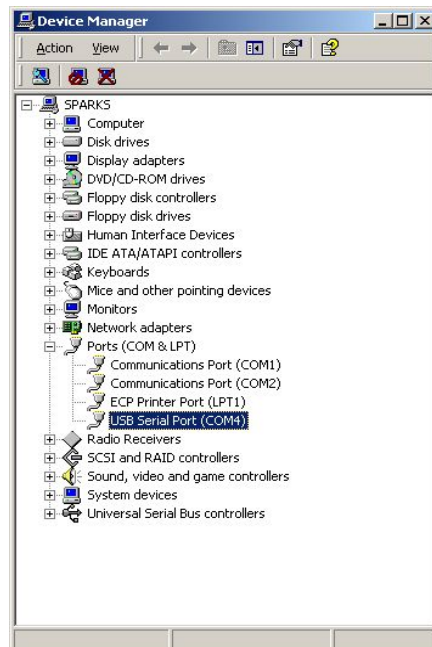 Device Manager
Action View
SPARKS
Computer
Disk drives
Display adapters
DVD/CD-ROM drives
Floppy disk controllers
Floppy disk drives
Human Interface Devices
IDE ATA/ATAPI controllers
Keyboards
Mice and other pointing devices
Monitors
Network adapters
Ports (COM & LPT)
Communications Port (COM1)
Communications Port (COM2)
ECP Printer Port (LPT1)
USB Serial Port (COM4)
Radio Receivers
SCSI and RAID controllers
Sound, video and game controllers
System devices
Universal Serial Bus controllers